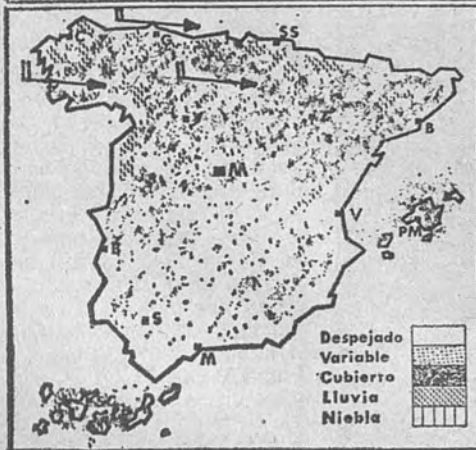 C
G
SS
V
Z
B
M
V
PM
B
S
M
Despejado
Variable
Cubierto
Lluvia
Niebla